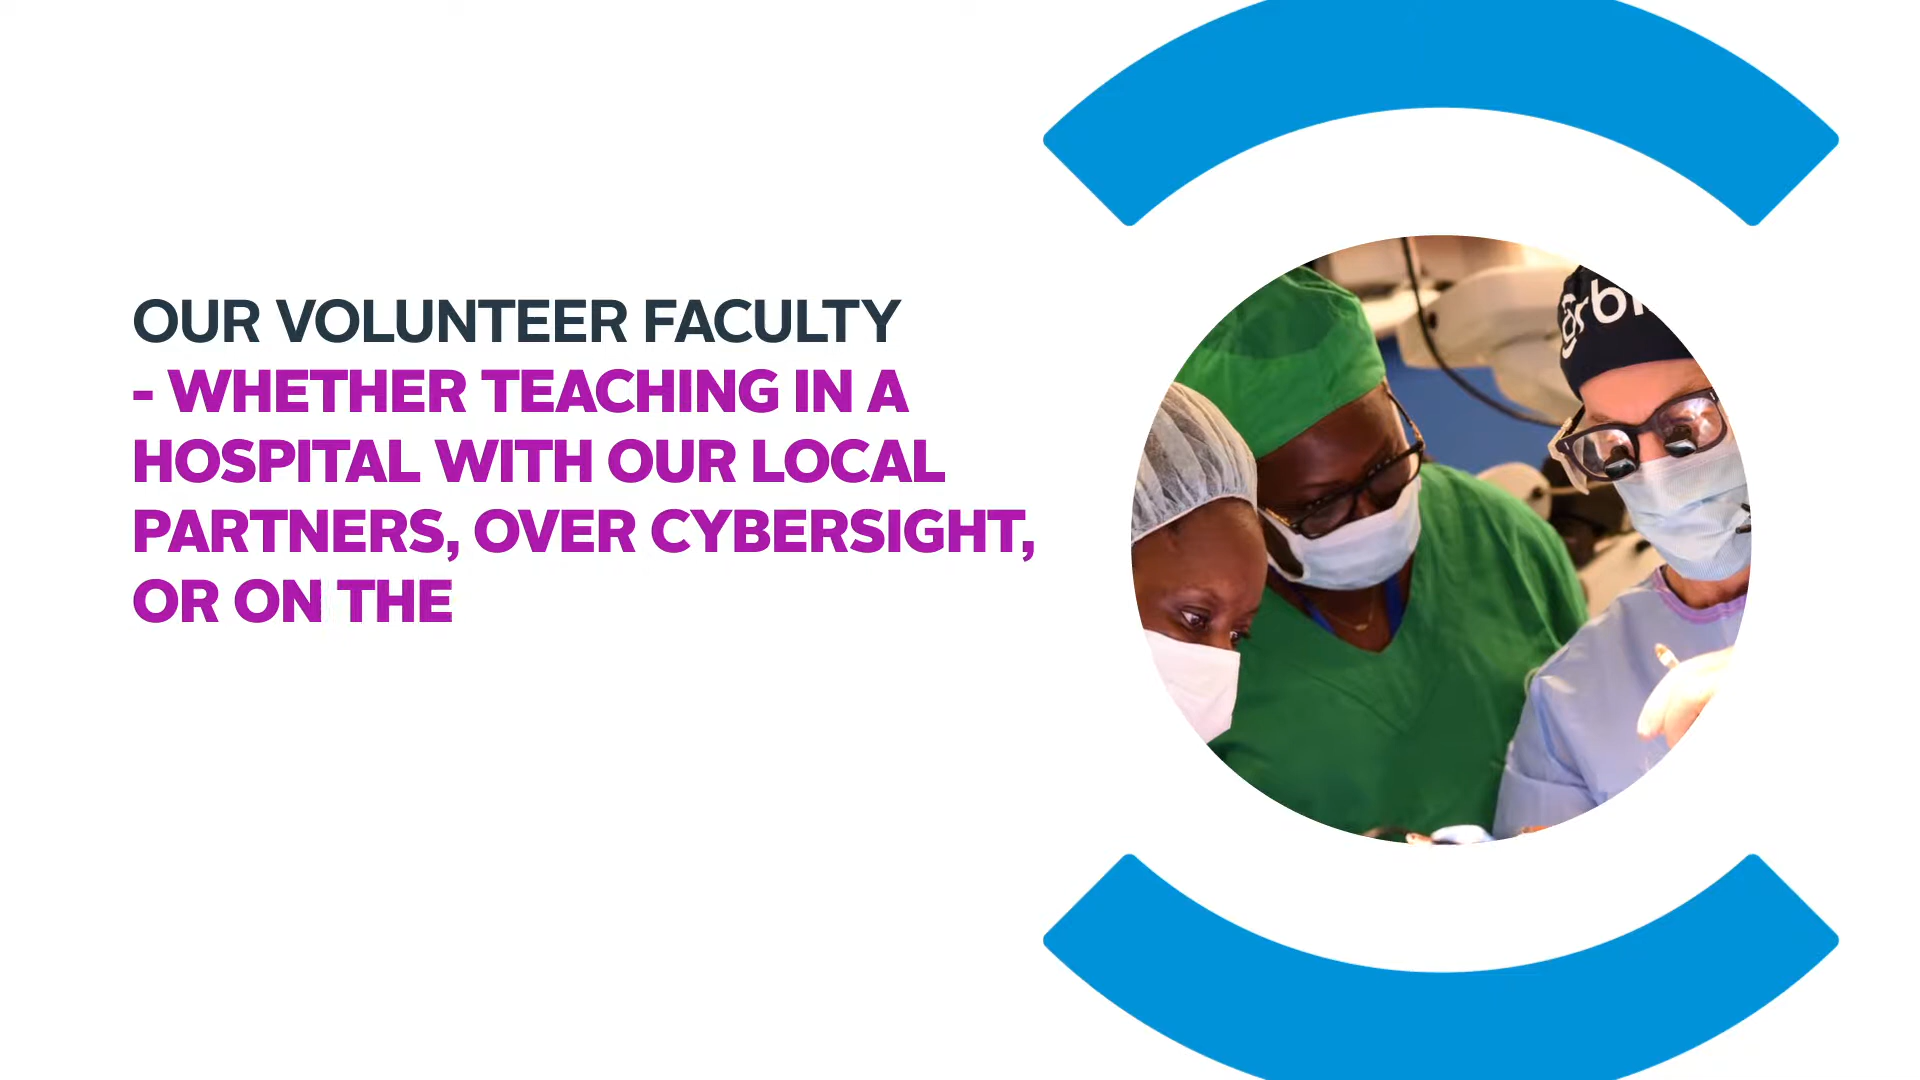 OUR VOLUNTEER FACULTY
- WHETHER TEACHING IN A
HOSPITAL WITH OUR LOCAL
PARTNERS, OVER CYBERSIGHT,
OR ON THE